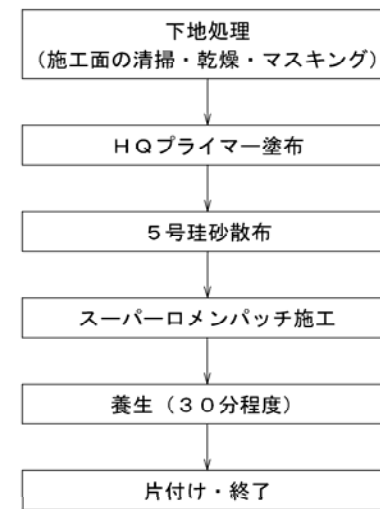 下地処理
(施工面の清掃・乾燥・マスキング)
ＨＱプライマー塗布
５号珪砂散布
スーパーロメンパッチ施工
養生（３０分程度）
片付け・終了